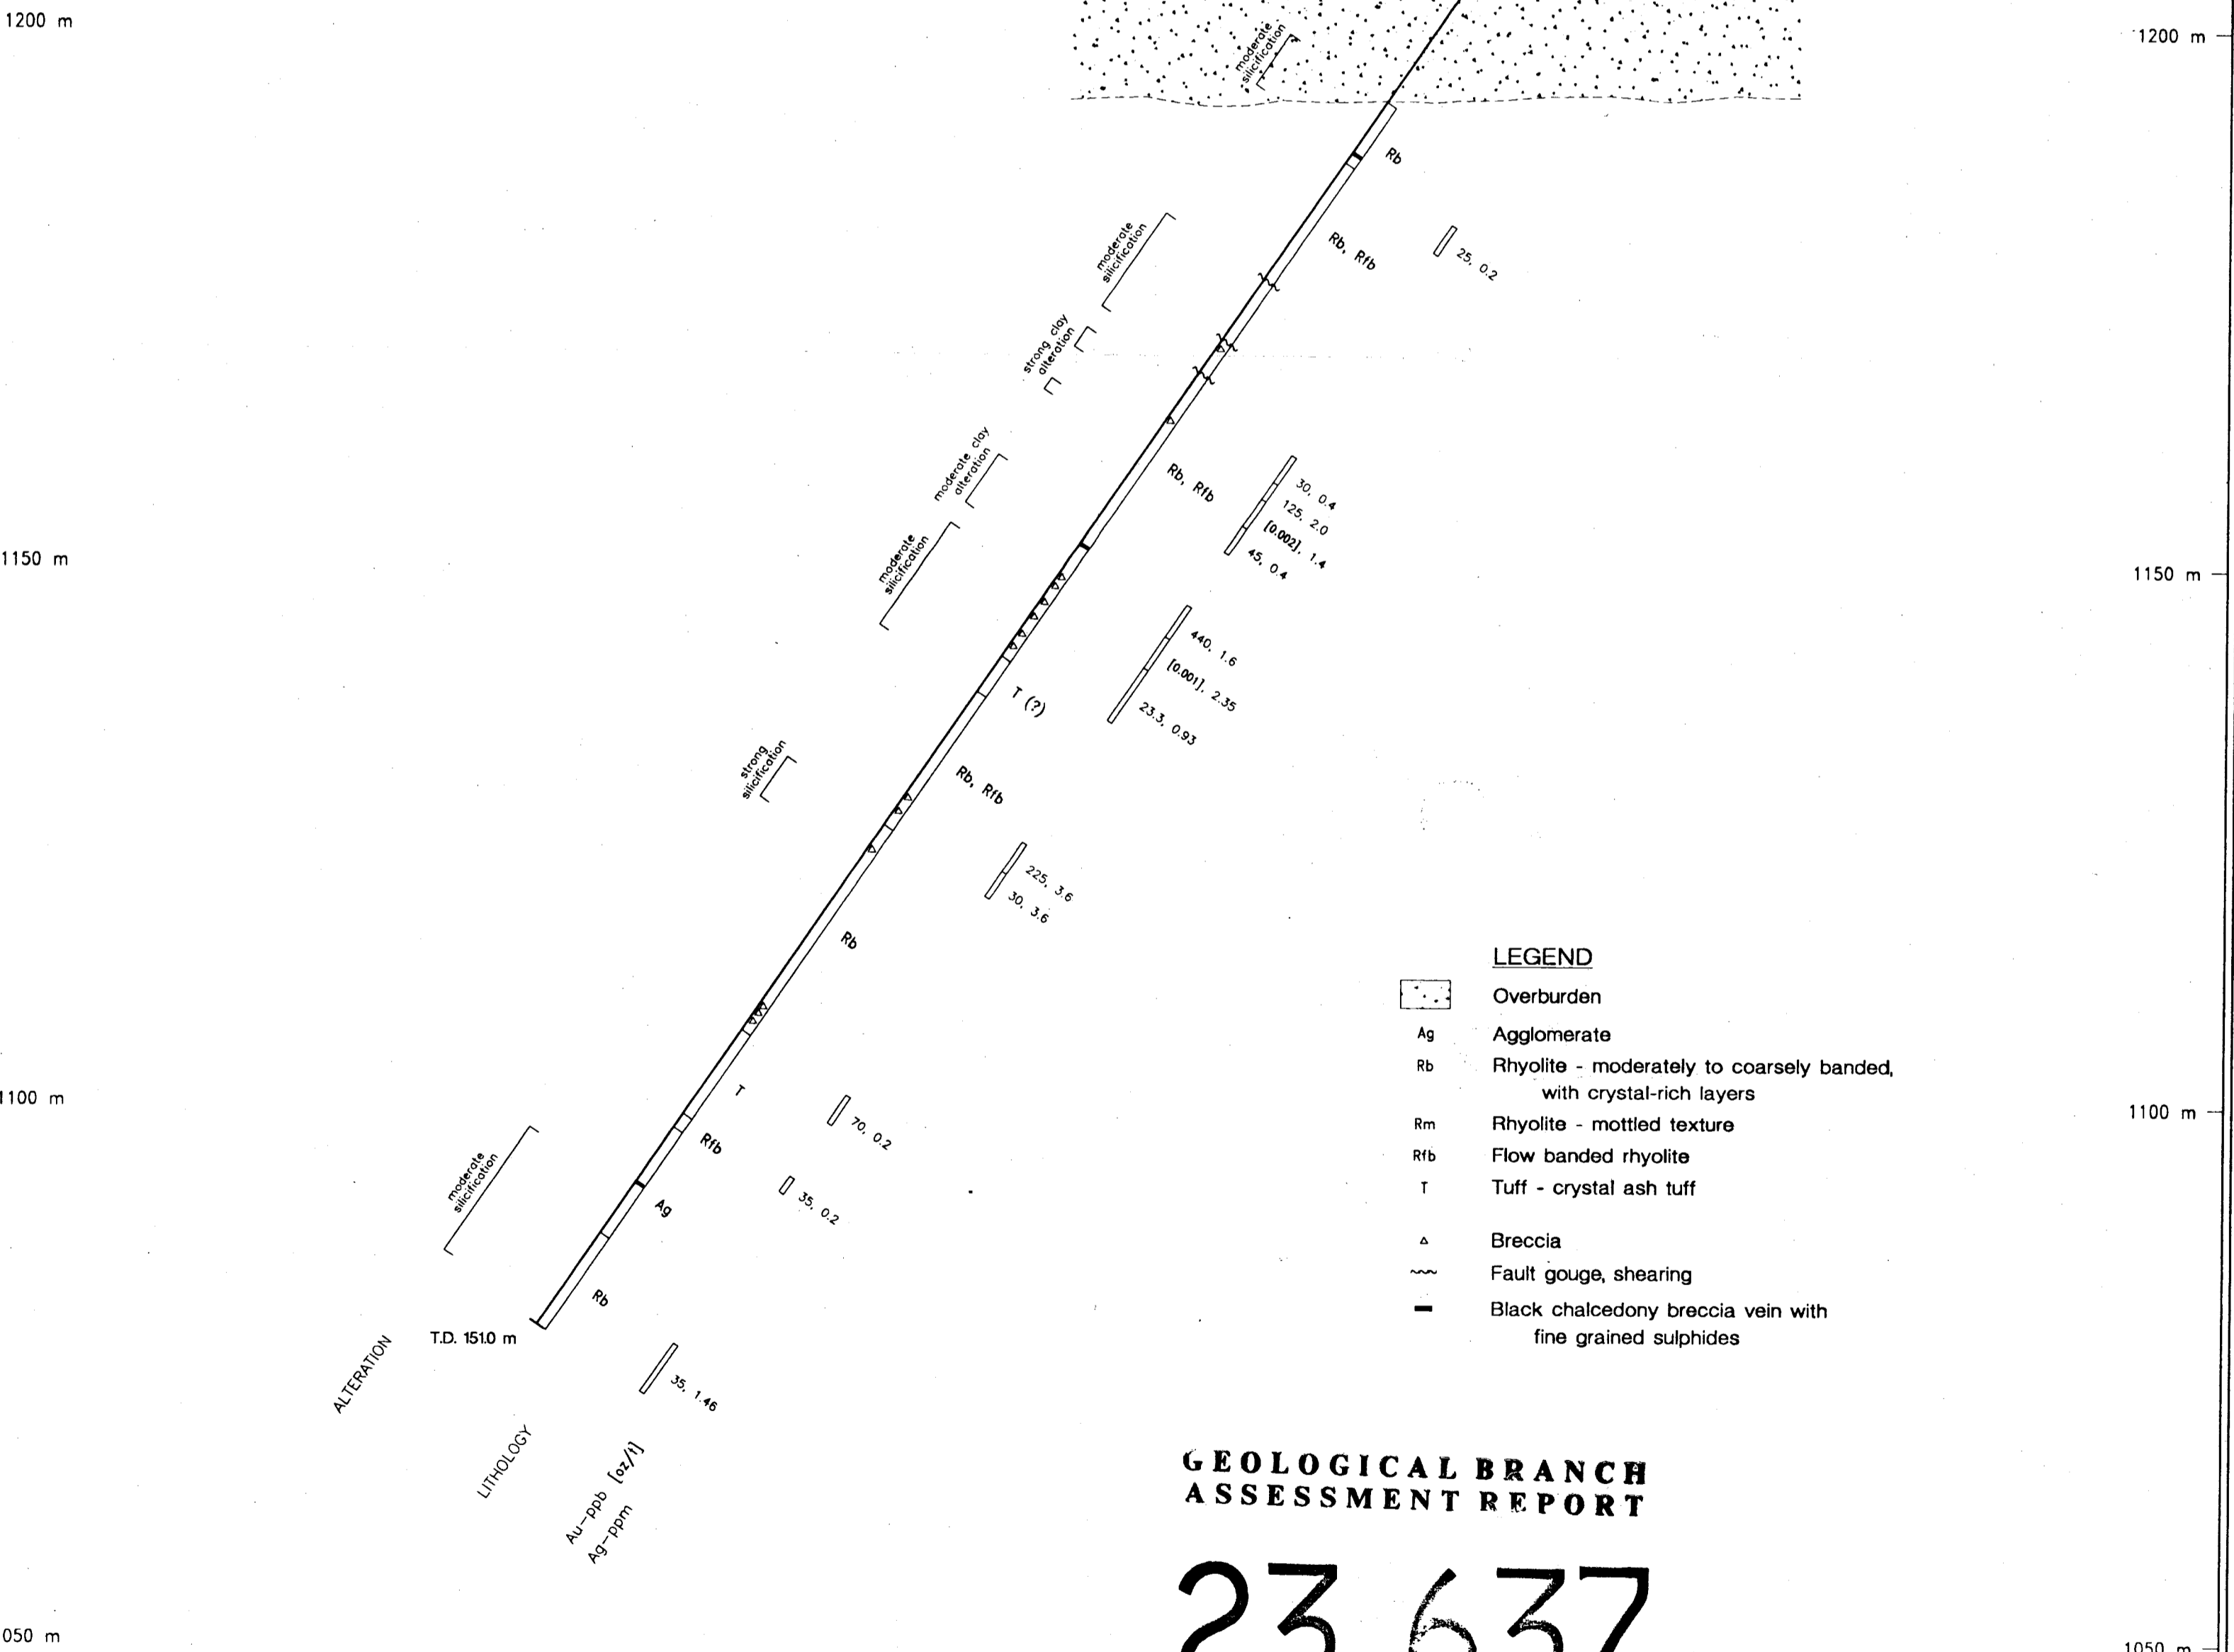 1200 m
1200 m
moderate
silicification
Rb
moderate
silicification
Rb, Rfb
25, 0.2
strong clay
alteration
moderate clay
alteration
Rb, Rfb
30, 0.4
125, 2.0
[0.002], 1.4
45, 0.4
1150 m
1150 m
moderate
silicification
440, 1.6
[0.001], 2.35
23.3, 0.93
T (?)
strong
silicification
Rb, Rfb
225, 3.6
30, 3.6
Rb
LEGEND
Overburden
Ag Agglomerate
Rb Rhyolite - moderately to coarsely banded,
with crystal-rich layers
Rm Rhyolite - mottled texture
Rfb Flow banded rhyolite
T Tuff - crystal ash tuff
Breccia
Fault gouge, shearing
Black chalcedony breccia vein with
fine grained sulphides
T
1100 m
1100 m
70, 0.2
Rfb
moderate
silicification
35, 0.2
Ag
Rb
T.D. 151.0 m
35, 1.46
ALTERATION
LITHOLOGY
Au-ppb [oz/t]
Ag-ppm
GEOLOGICAL BRANCH
ASSESSMENT REPORT
23,637
050 m
1050 m